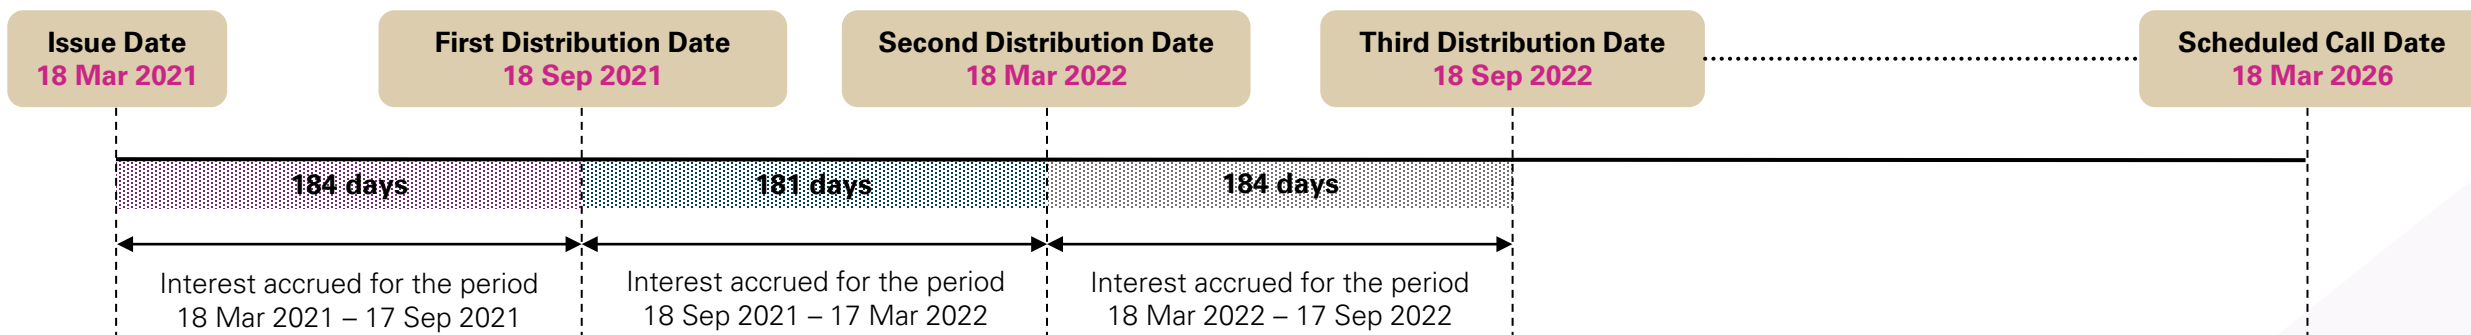 Issue Date
18 Mar 2021
First Distribution Date
18 Sep 2021
Second Distribution Date
18 Mar 2022
Third Distribution Date
18 Sep 2022
Scheduled Call Date
18 Mar 2026
184 days
181 days
184 days
Interest accrued for the period
18 Mar 2021 – 17 Sep 2021
Interest accrued for the period
18 Sep 2021 – 17 Mar 2022
Interest accrued for the period
18 Mar 2022 – 17 Sep 2022